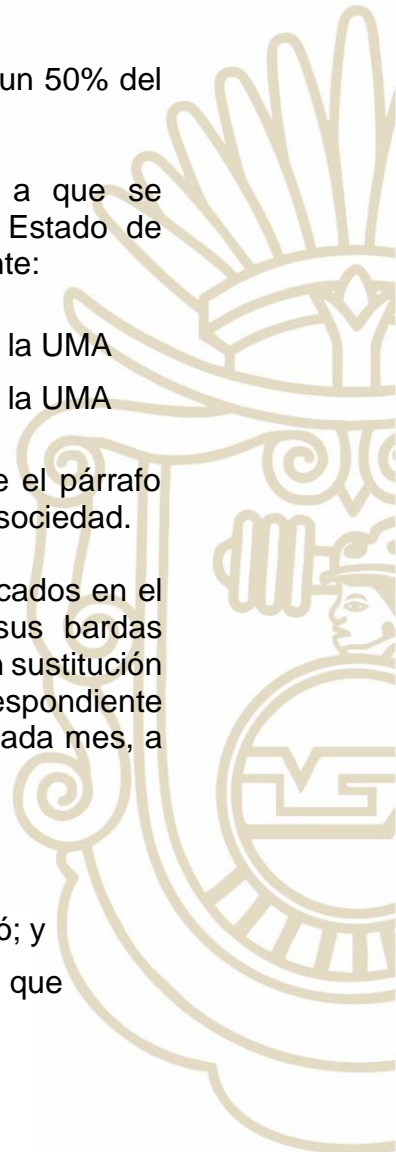 un 50% del
a que se
Estado de
nte:
la UMA
la UMA
e el párrafo
sociedad.
cados en el
sus bardas
n sustitución
espondiente
ada mes, a
ó; y
que